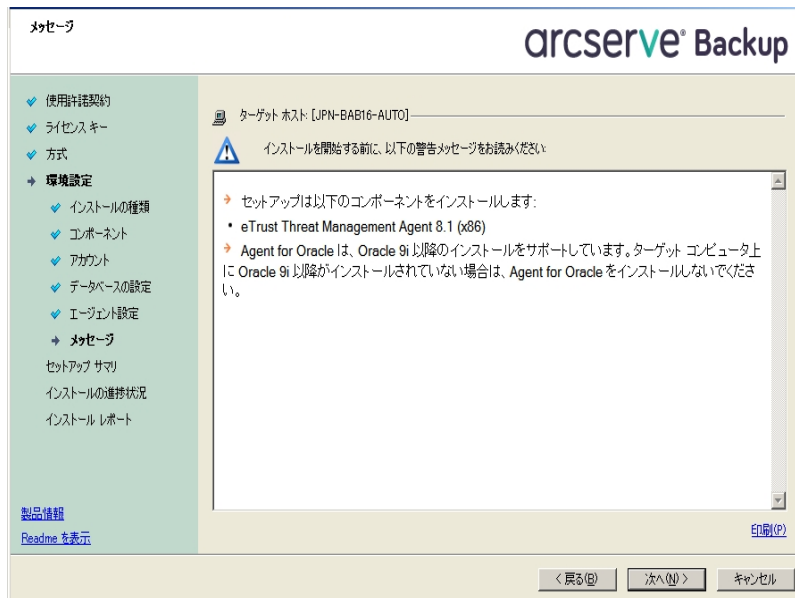 メッセージ
arcserve® Backup
使用許諾契約
ライセンス キー
方式
環境設定
インストールの種類
コンポーネント
アカウント
データベースの設定
エージェント設定
メッセージ
セットアップ サマリ
インストールの進捗状況
インストール レポート
製品情報
Readme を表示
ターゲット ホスト: [JPN-BAB16-AUTO]
インストールを開始する前に、以下の警告メッセージをお読みください:
セットアップは以下のコンポーネントをインストールします:
• eTrust Threat Management Agent 8.1 (x86)
Agent for Oracle は、Oracle 9i 以降のインストールをサポートしています。ターゲット コンピュータ上
に Oracle 9i 以降がインストールされていない場合は、Agent for Oracle をインストールしないでくださ
い。
印刷(P)
< 戻る(B)
次へ(N) >
キャンセル